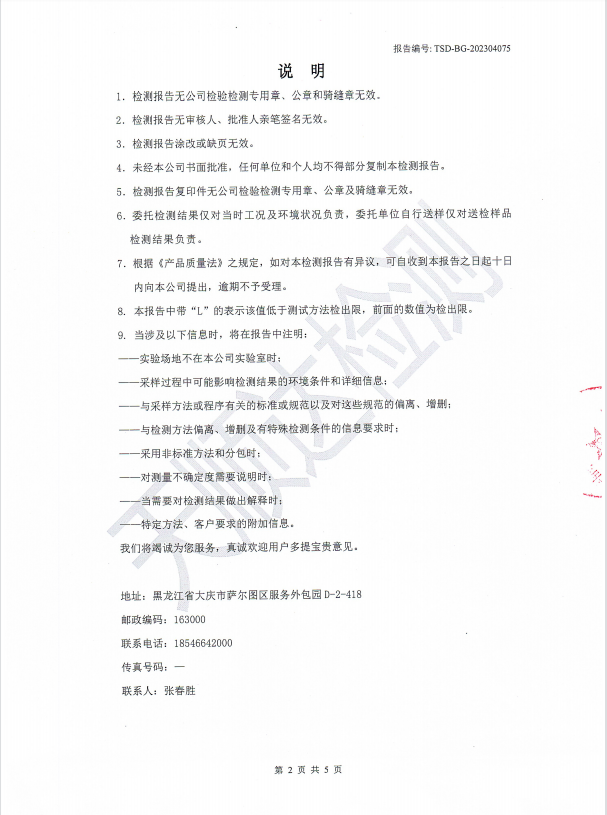 报告编号: TSD-BG-202304075
说 明
1. 检测报告无公司检验检测专用章、公章和骑缝章无效。
2. 检测报告无审核人、批准人亲笔签名无效。
3. 检测报告涂改或缺页无效。
4. 未经本公司书面批准，任何单位和个人均不得部分复制本检测报告。
5. 检测报告复印件无公司检验检测专用章、公章及骑缝章无效。
6. 委托检测结果仅对当时工况及环境状况负责，委托单位自行送样仅对送检样品
检测结果负责。
7. 根据《产品质量法》之规定，如对本检测报告有异议，可自收到本报告之日起十日
内向本公司提出，逾期不予受理。
8. 本报告中带“L”的表示该值低于测试方法检出限，前面的数值为检出限。
9. 当涉及以下信息时，将在报告中注明：
——实验场地不在本公司实验室时；
——采样过程中可能影响检测结果的环境条件和详细信息；
——与采样方法或程序有关的标准或规范以及对这些规范的偏离、增删；
——与检测方法偏离、增删及有特殊检测条件的信息要求时；
——采用非标准方法和分包时；
——对测量不确定度需要说明时；
——当需要对检测结果做出解释时；
——特定方法、客户要求的附加信息。
我们将竭诚为您服务，真诚欢迎用户多提宝贵意见。
地址：黑龙江省大庆市萨尔图区服务外包园 D-2-418
邮政编码：163000
联系电话：18546642000
传真号码：—
联系人：张春胜
第 2 页 共 5 页
天顺达检测